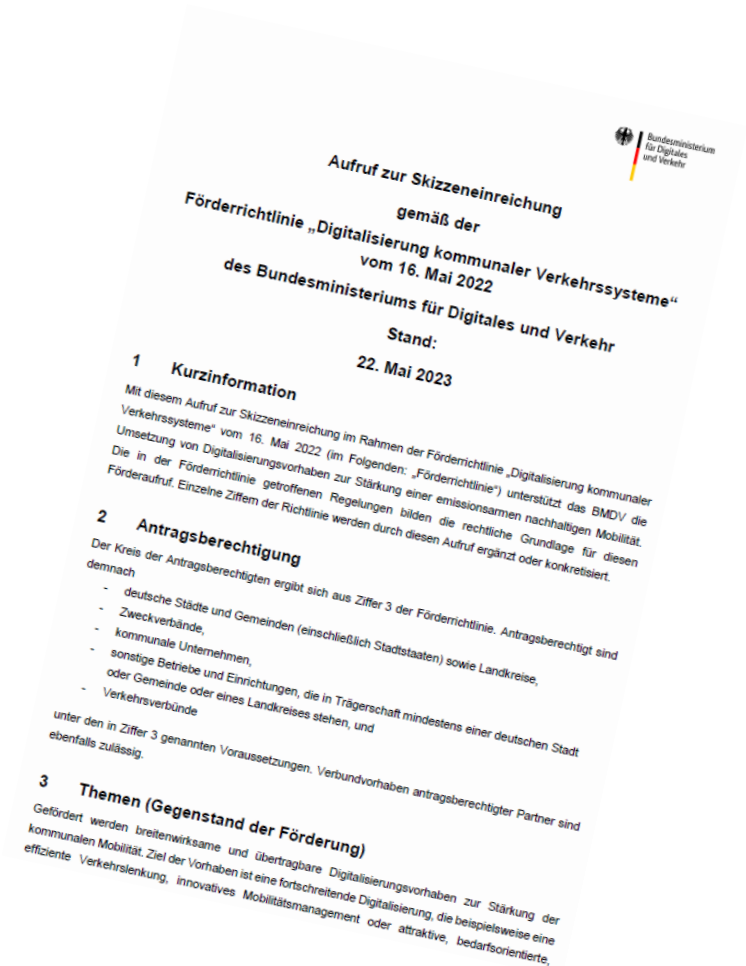 Bundesministerium
für Digitales
und Verkehr
Aufruf zur Skizzeneinreichung
gemäß der
Förderrichtlinie „Digitalisierung kommunaler Verkehrssysteme“
vom 16. Mai 2022
des Bundesministeriums für Digitales und Verkehr
Stand:
22. Mai 2023
1 Kurzinformation
Mit diesem Aufruf zur Skizzeneinreichung im Rahmen der Förderrichtlinie „Digitalisierung kommunaler
Verkehrssysteme“ vom 16. Mai 2022 (im Folgenden: „Förderrichtlinie“) unterstützt das BMDV die
Umsetzung von Digitalisierungsvorhaben zur Stärkung einer emissionsarmen nachhaltigen Mobilität.
Die in der Förderrichtlinie getroffenen Regelungen bilden die rechtliche Grundlage für diesen
Förderaufruf. Einzelne Ziffern der Richtlinie werden durch diesen Aufruf ergänzt oder konkretisiert.
2 Antragsberechtigung
Der Kreis der Antragsberechtigten ergibt sich aus Ziffer 3 der Förderrichtlinie. Antragsberechtigt sind
demnach
- deutsche Städte und Gemeinden (einschließlich Stadtstaaten) sowie Landkreise,
- Zweckverbände,
- kommunale Unternehmen,
- sonstige Betriebe und Einrichtungen, die in Trägerschaft mindestens einer deutschen Stadt
oder Gemeinde oder eines Landkreises stehen, und
- Verkehrsverbünde
unter den in Ziffer 3 genannten Voraussetzungen. Verbundvorhaben antragsberechtigter Partner sind
ebenfalls zulässig.
3 Themen (Gegenstand der Förderung)
Gefördert werden breitenwirksame und übertragbare Digitalisierungsvorhaben zur Stärkung der
kommunalen Mobilität. Ziel der Vorhaben ist eine fortschreitende Digitalisierung, die beispielsweise eine
effiziente Verkehrslenkung, innovatives Mobilitätsmanagement oder attraktive, bedarfsorientierte,